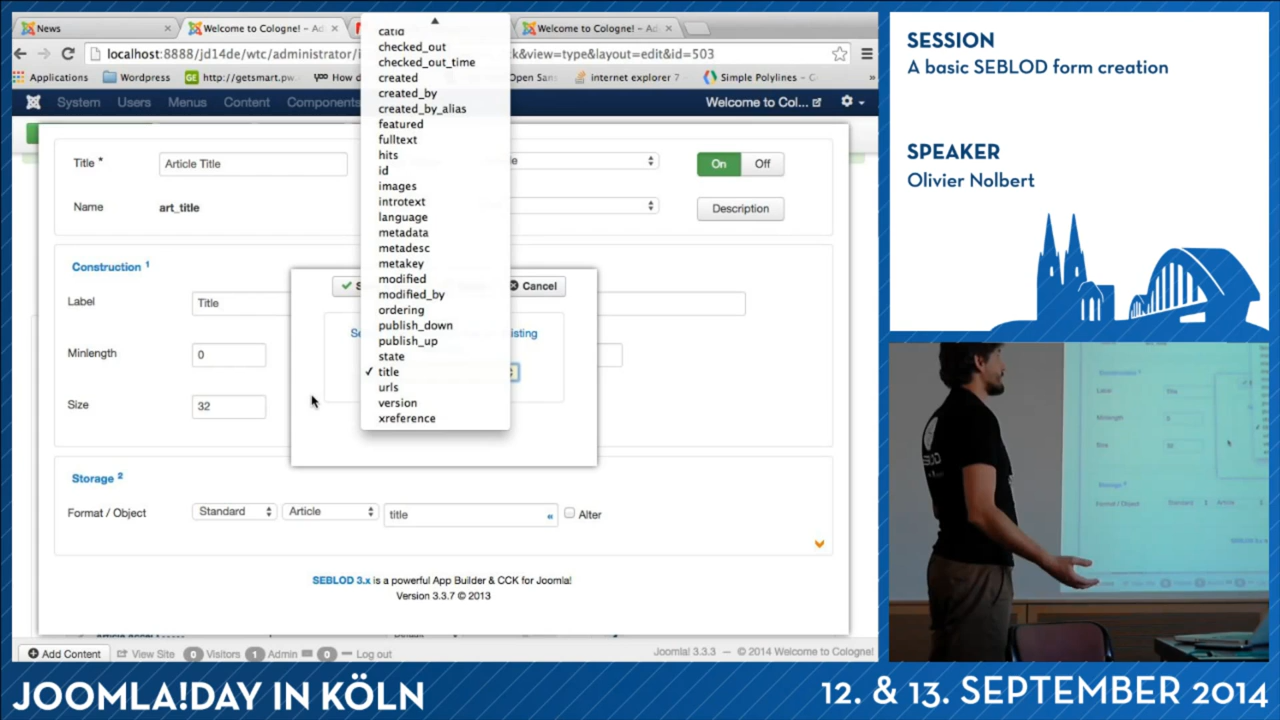 News
Welcome to Cologne! - Ad
Welcome to Cologne! - Ad
localhost:8888/jd14de/wtc/administrator/i
ck&view=type&layout=edit&id=503
Applications
Wordpress
GE
http://getsmart.pw.
How d
Open Sans
internet explorer 7 -
Simple Polylines - G
»
System
Users
Menus
Content
Components
Welcome to Col...
Title *
Article Title
On
Off
Name
art_title
Description
Construction 1
Label
Title
Minlength
0
Size
32
catid
checked_out
checked_out_time
created
created_by
created_by_alias
featured
fulltext
hits
id
images
introtext
language
metadata
metadesc
metakey
modified
modified_by
ordering
publish_down
publish_up
state
✓ title
urls
version
xreference
Cancel
isting
Storage 2
Format / Object
Standard
Article
title
«
Alter
SEBLOD 3.x is a powerful App Builder & CCK for Joomla!
Version 3.3.7 © 2013
Add Content
View Site
0 Visitors
1 Admin
0
Log out
Joomla! 3.3.3 — © 2014 Welcome to Cologne!
SESSION
A basic SEBLOD form creation
SPEAKER
Olivier Nolbert
JOOMLA!DAY IN KÖLN
12. & 13. SEPTEMBER 2014